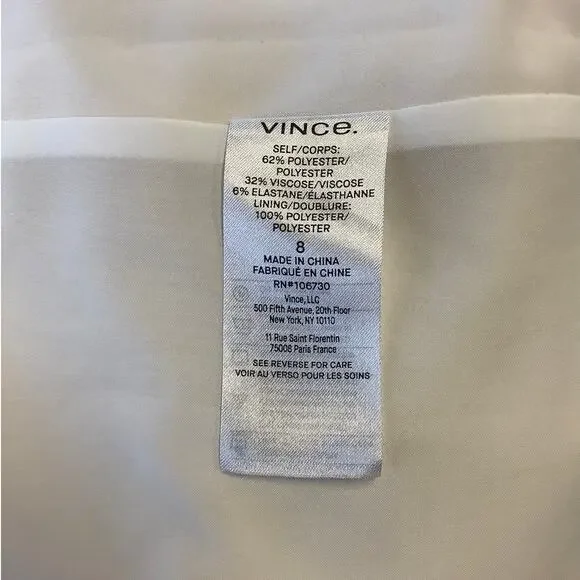 VINCe.
SELF/CORPS:
62% POLYESTER/
POLYESTER
32% VISCOSE/VISCOSE
6% ELASTANE/ÉLASTHANNE
LINING/DOUBLURE:
100% POLYESTER/
POLYESTER
8
MADE IN CHINA
FABRIQUÉ EN CHINE
RN#106730
Vince, LLC
500 Fifth Avenue, 20th Floor
New York, NY 10110
11 Rue Saint Florentin
75008 Paris France
SEE REVERSE FOR CARE
VOIR AU VERSO POUR LES SOINS